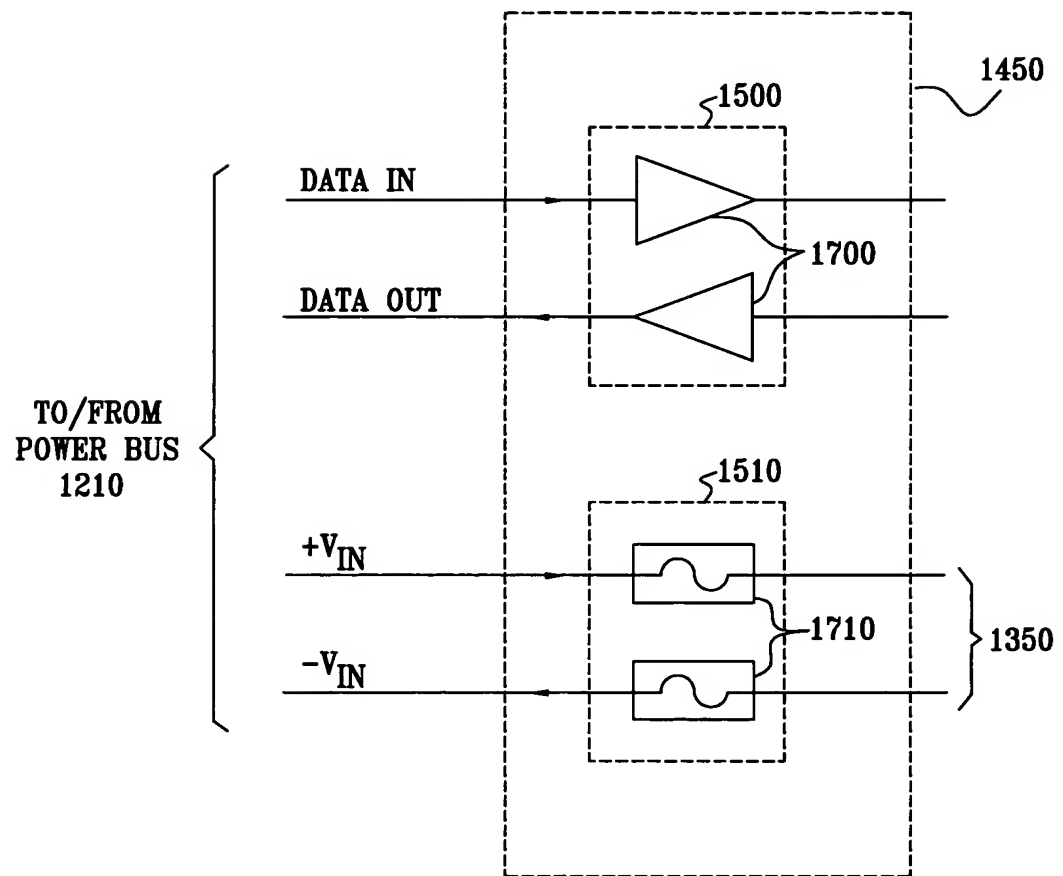 1450
1500
DATA IN
1700
DATA OUT
TO/FROM
POWER BUS
1210
1510
+VIN
1710
1350
-VIN